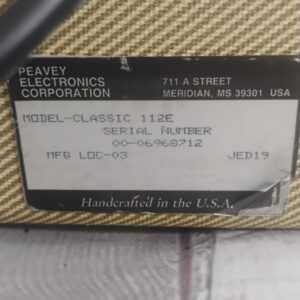 PEAVEY
ELECTRONICS
CORPORATION
711 A STREET
MERIDIAN, MS 39301 USA
MODEL-CLASSIC 112E
SERIAL NUMBER
00-06968712
MFG LOC-03 JED19
Handcrafted in the U.S.A.